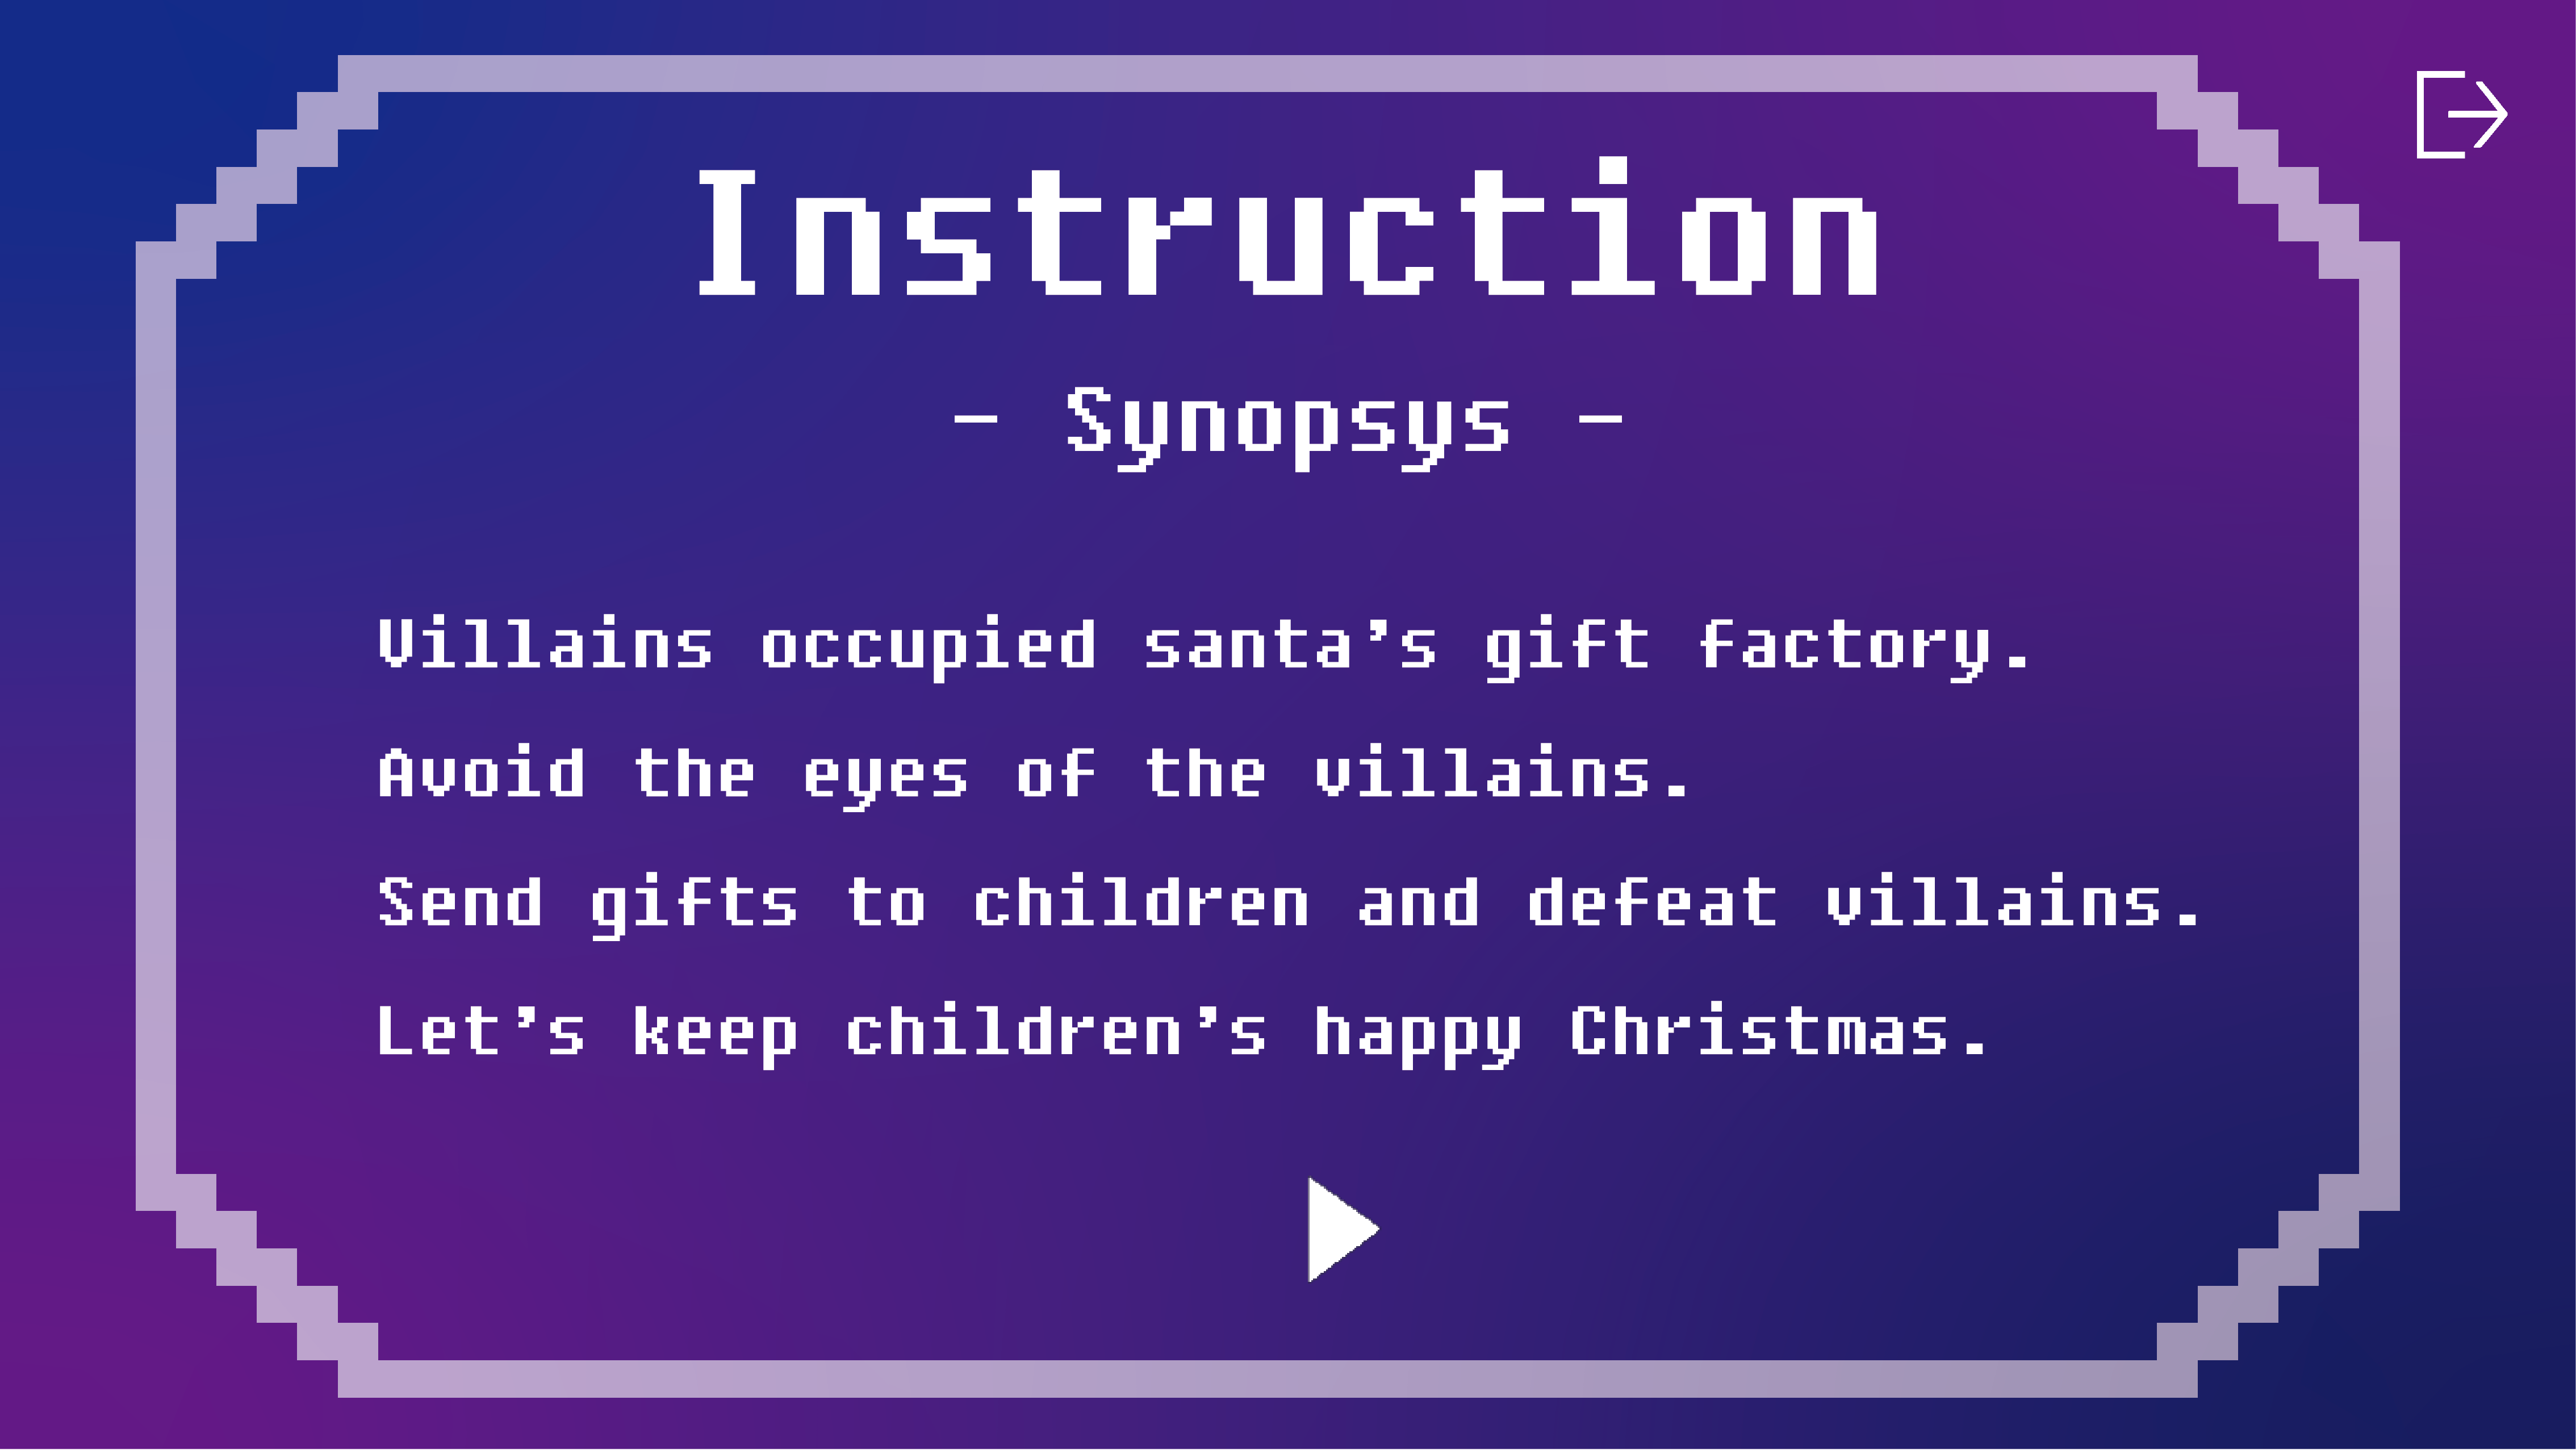 Instruction
- Synopsys -
Villains occupied santa's gift factory.
Avoid the eyes of the villains.
Send gifts to children and defeat villains.
Let's keep children's happy Christmas.